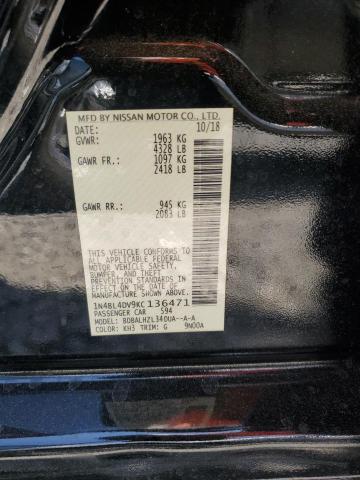 MFD BY NISSAN MOTOR CO., LTD.
DATE: 10/18
GVWR: 1963 KG
4328 LB
GAWR FR.: 1097 KG
2418 LB
GAWR RR.: 945 KG
2083 LB
THIS VEHICLE CONFORMS TO
ALL APPLICABLE FEDERAL
MOTOR VEHICLE SAFETY,
BUMPER, AND THEFT
PREVENTION STANDARDS
IN EFFECT ON THE DATE OF
MANUFACTURE SHOWN ABOVE.
1N4BL4DV9KC136471
PASSENGER CAR 594
MODEL: BDBALHZL34DUA--A-A
COLOR: KH3 TRIM: G 9N00A